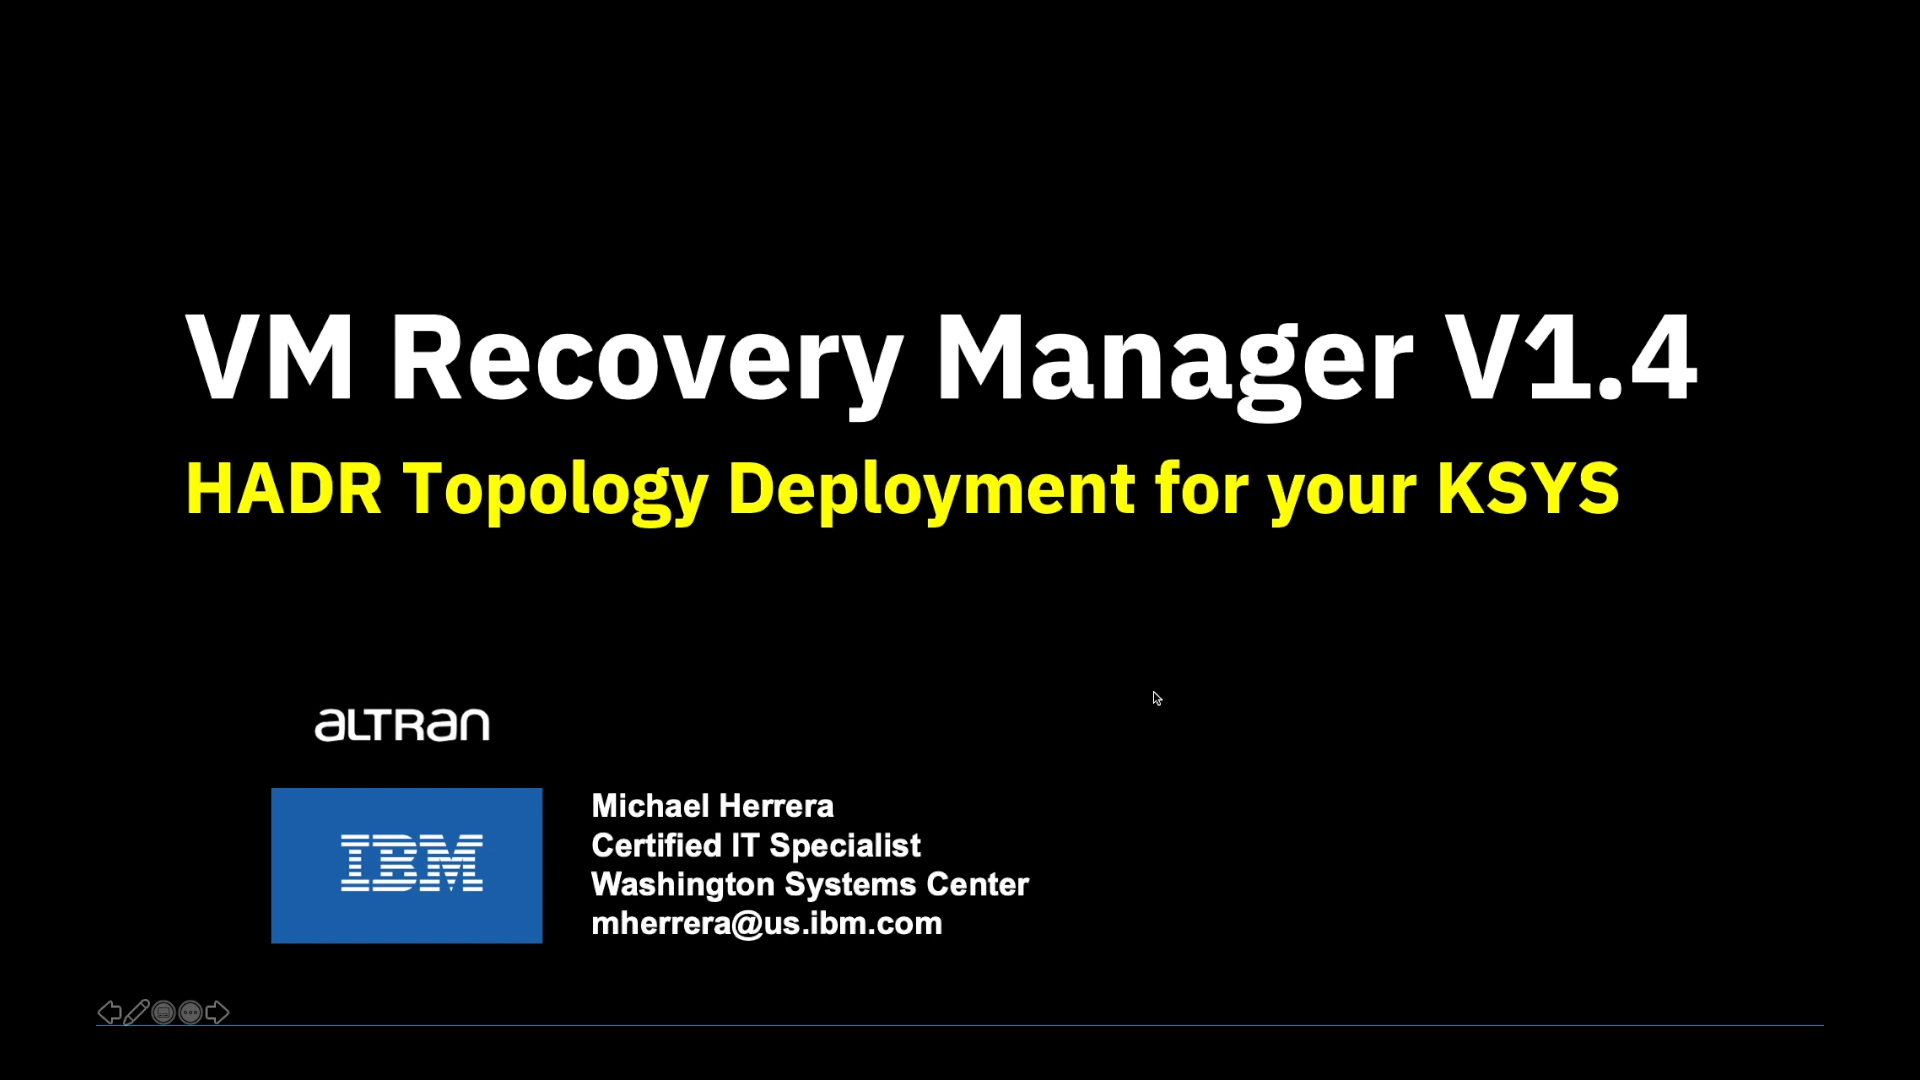 VM Recovery Manager V1.4
HADR Topology Deployment for your KSYS
aLTRan
IBM
Michael Herrera
Certified IT Specialist
Washington Systems Center
mherrera@us.ibm.com